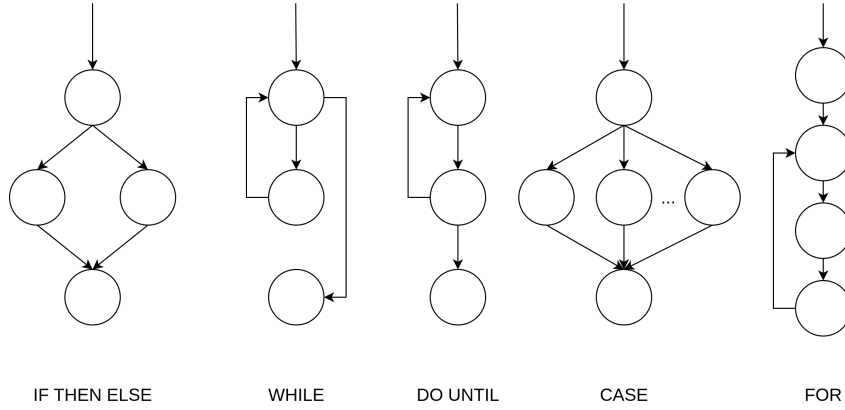 ...
IF THEN ELSE
WHILE
DO UNTIL
CASE
FOR